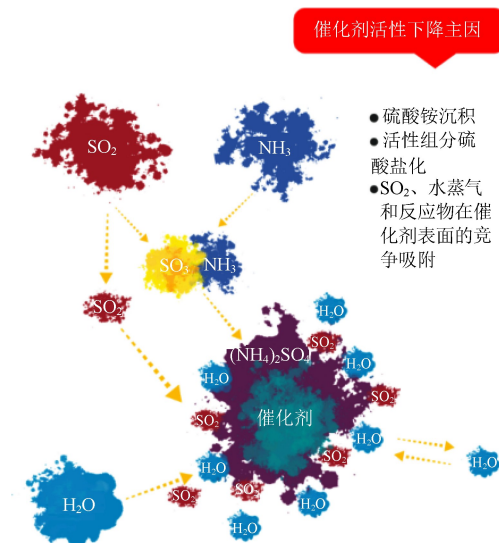 催化剂活性下降主因
●硫酸铵沉积
●活性组分硫
酸盐化
●SO₂、水蒸气
和反应物在催
化剂表面的竞
争吸附
SO₂
NH₃
SO₃
NH₃
SO₂
H₂O
SO₂
(NH₄)₂SO₄
H₂O
H₂O
SO₂
催化剂
SO₂
H₂O
SO₂
H₂O
H₂O
SO₂
SO₂
H₂O
H₂O
H₂O